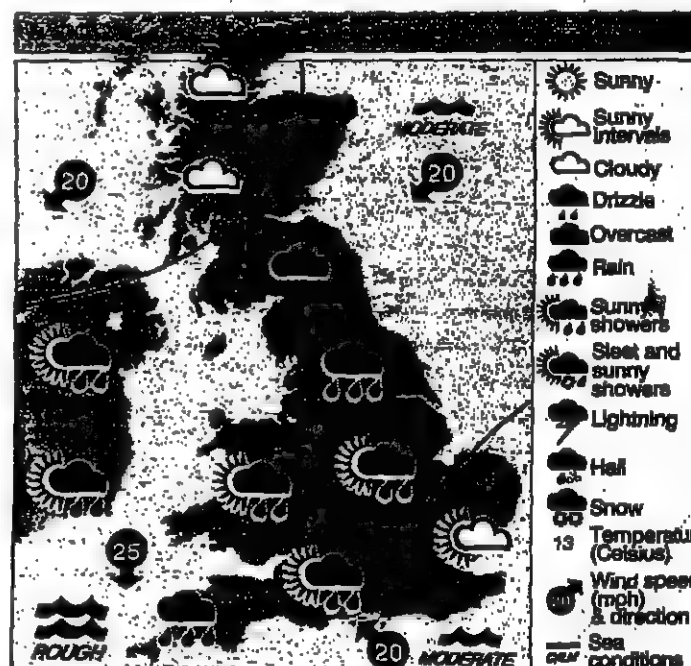 MODERATE
20
20
25
ROUGH
20
MODERATE
Sunny
Sunny
intervals
Cloudy
Drizzle
Overcast
Rain
Sunny
showers
Sleet and
sunny
showers
Lightning
Hail
Snow
13 Temperatur
(Celsius)
Wind speed
(mph)
& direction
Sea
conditions